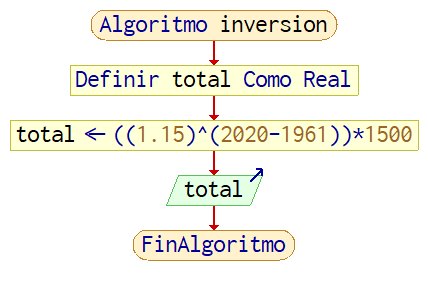 Algoritmo inversion
Definir total Como Real
total ← ((1.15)^(2020-1961))*1500
total
FinAlgoritmo